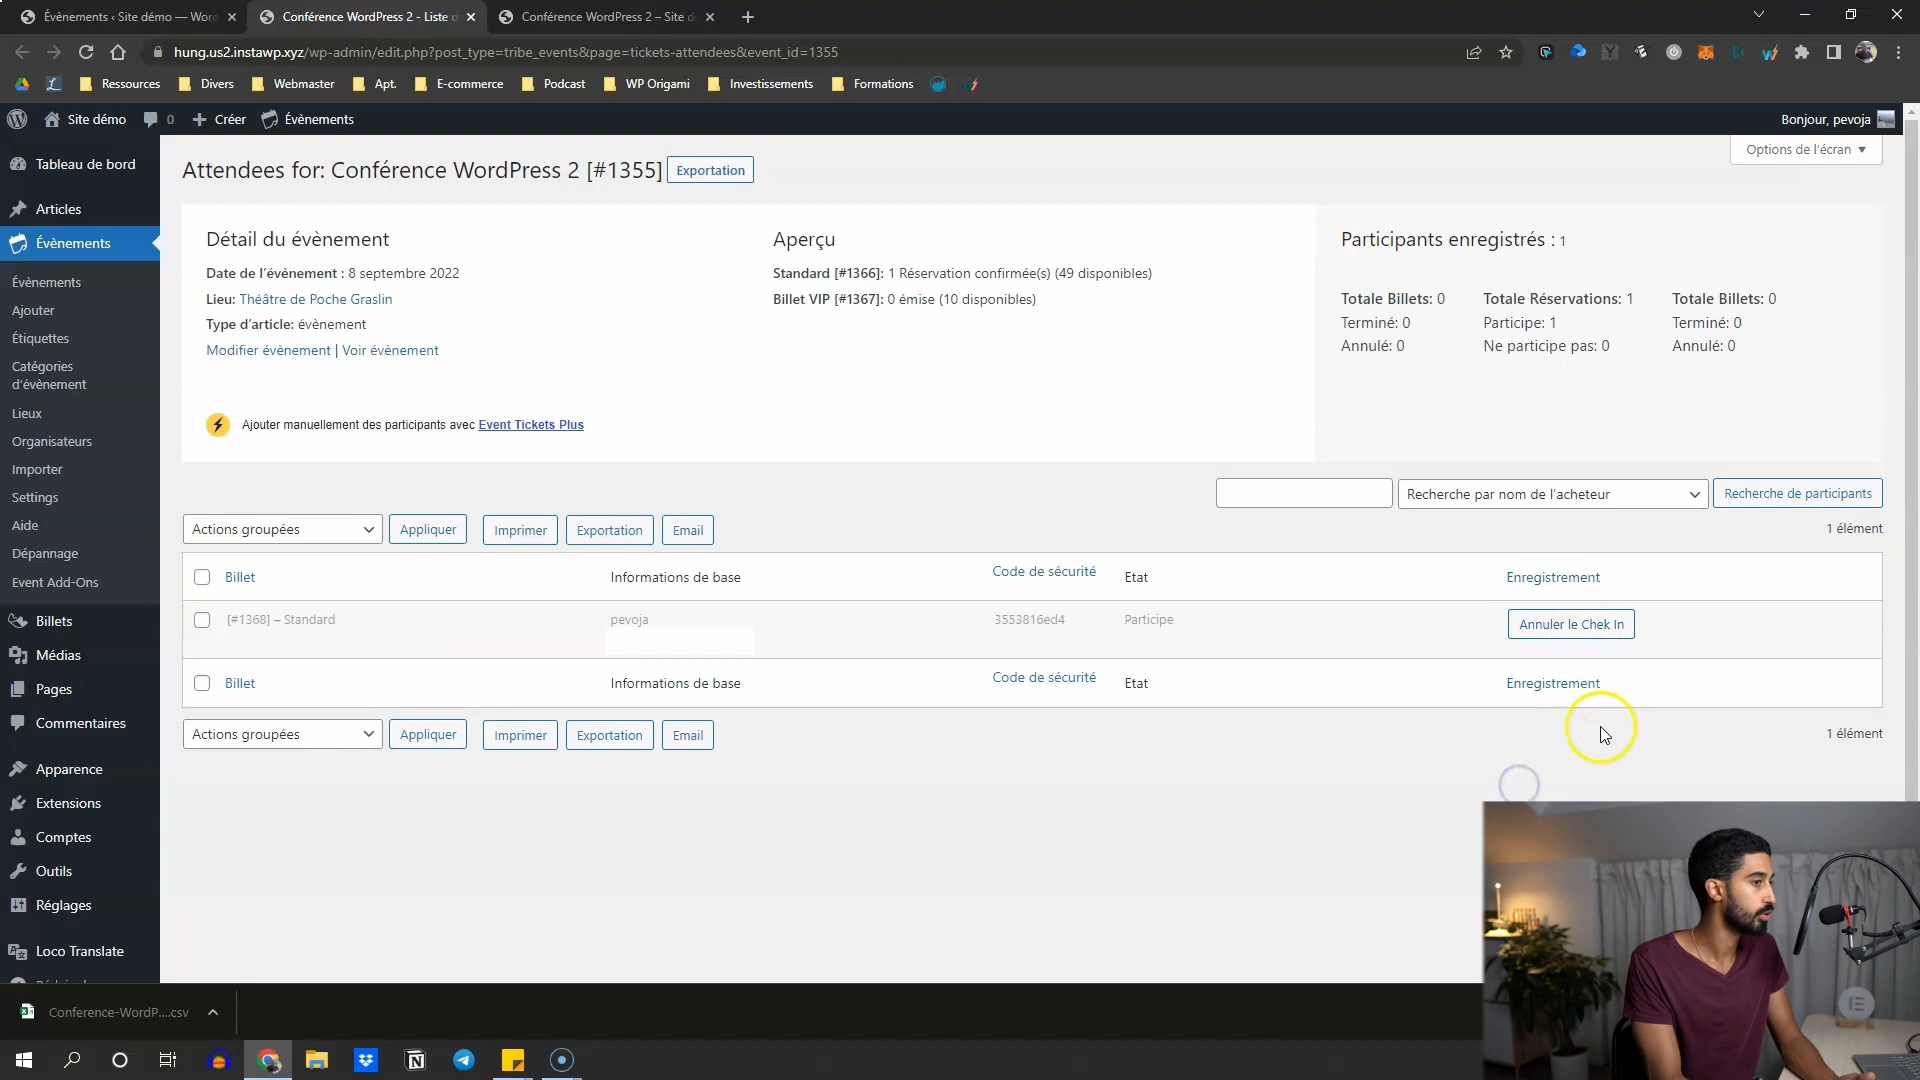 Évènements ‹ Site démo — Wor
Conférence WordPress 2 - Liste d
Conférence WordPress 2 – Site d
hung.us2.instawp.xyz/wp-admin/edit.php?post_type=tribe_events&page=tickets-attendees&event_id=1355
Ressources
Divers
Webmaster
Apt.
E-commerce
Podcast
WP Origami
Investissements
Formations
Site démo
0
Créer
Évènements
Bonjour, pevoja
Tableau de bord
Articles
Évènements
Évènements
Ajouter
Étiquettes
Catégories
d'évènement
Lieux
Organisateurs
Importer
Settings
Aide
Dépannage
Event Add-Ons
Billets
Médias
Pages
Commentaires
Apparence
Extensions
Comptes
Outils
Réglages
Loco Translate
Options de l'écran
Attendees for: Conférence WordPress 2 [#1355]
Exportation
Détail du évènement
Date de l'évènement : 8 septembre 2022
Lieu: Théâtre de Poche Graslin
Type d'article: évènement
Modifier évènement | Voir évènement
Ajouter manuellement des participants avec Event Tickets Plus
Aperçu
Standard [#1366]: 1 Réservation confirmée(s) (49 disponibles)
Billet VIP [#1367]: 0 émise (10 disponibles)
Participants enregistrés : 1
Totale Billets: 0
Terminé: 0
Annulé: 0
Totale Réservations: 1
Participe: 1
Ne participe pas: 0
Totale Billets: 0
Terminé: 0
Annulé: 0
Recherche par nom de l'acheteur
Recherche de participants
Actions groupées
Appliquer
Imprimer
Exportation
Email
1 élément
Billet
Informations de base
Code de sécurité
Etat
Enregistrement
[#1368] – Standard
pevoja
3553816ed4
Participe
Annuler le Chek In
Billet
Informations de base
Code de sécurité
Etat
Enregistrement
Actions groupées
Appliquer
Imprimer
Exportation
Email
1 élément
Conference-WordP....csv